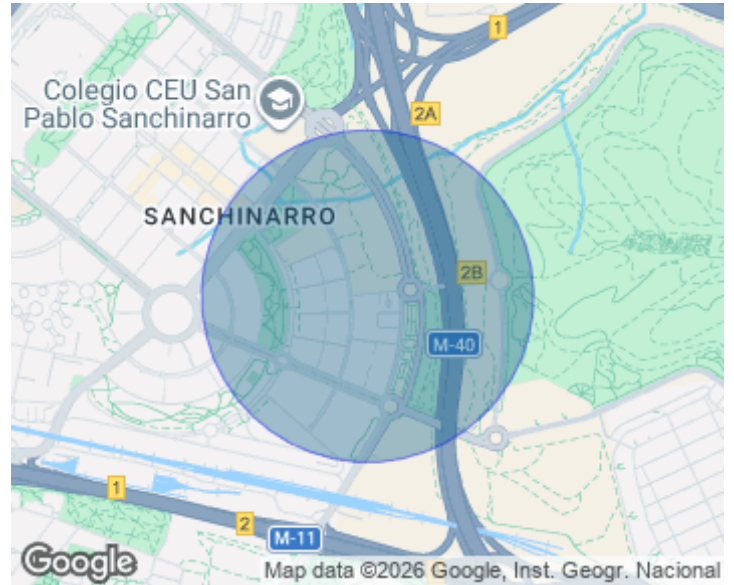 1
2A
Colegio CEU San
Pablo Sanchinarro
SANCHINARRO
2B
M-40
1
2
M-11
Google
Map data ©2026 Google, Inst. Geogr. Nacional